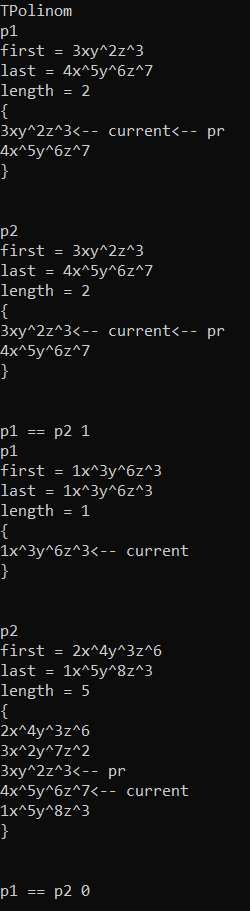 TPolinom
p1
first = 3xy^2z^3
last = 4x^5y^6z^7
length = 2
{
3xy^2z^3<-- current<-- pr
4x^5y^6z^7
}
p2
first = 3xy^2z^3
last = 4x^5y^6z^7
length = 2
{
3xy^2z^3<-- current<-- pr
4x^5y^6z^7
}
p1 == p2 1
p1
first = 1x^3y^6z^3
last = 1x^3y^6z^3
length = 1
{
1x^3y^6z^3<-- current
}
p2
first = 2x^4y^3z^6
last = 1x^5y^8z^3
length = 5
{
2x^4y^3z^6
3x^2y^7z^2
3xy^2z^3<-- pr
4x^5y^6z^7<-- current
1x^5y^8z^3
}
p1 == p2 0